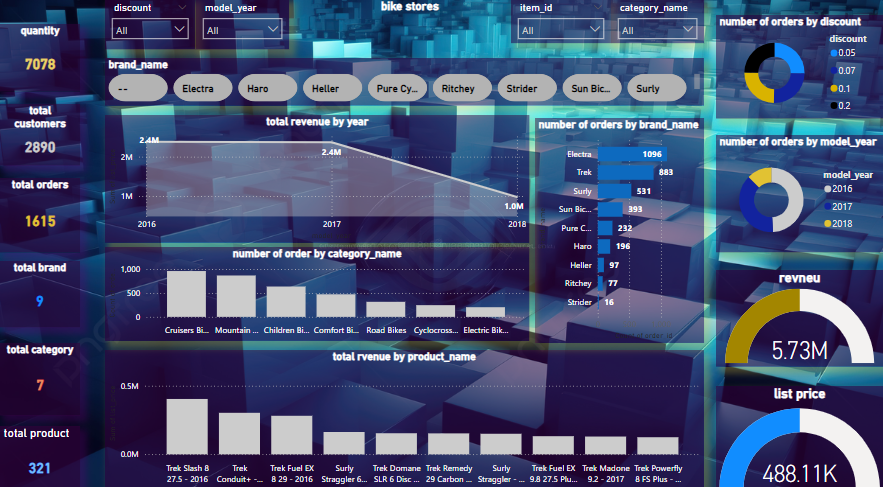 bike stores
discount
All
model_year
All
item_id
All
category_name
All
brand_name
--
Electra
Haro
Heller
Pure Cy...
Ritchey
Strider
Sun Bic...
Surly
quantity
7078
total
customers
2890
total orders
1615
total brand
9
total category
7
total product
321
total revenue by year
2.4M
2.4M
1.0M
2M
1M
2016
2017
2018
number of orders by brand_name
Electra 1096
Trek 883
Surly 531
Sun Bic... 393
Pure C... 232
Haro 196
Heller 97
Ritchey 77
Strider 16
number of order by category_name
1,000
500
0
Cruisers Bi...
Mountain ...
Children Bi...
Comfort Bi...
Road Bikes
Cyclocross...
Electric Bik...
total rvenue by product_name
0.5M
0.0M
Trek Slash 8
27.5 - 2016
Trek
Conduit+ -...
Trek Fuel EX
8 29 - 2016
Surly
Straggler 6...
Trek Domane
SLR 6 Disc ...
Trek Remedy
29 Carbon ...
Surly
Straggler - ...
Trek Fuel EX
9.8 27.5 Plu...
Trek Madone
9.2 - 2017
Trek Powerfly
8 FS Plus - ...
number of orders by discount
discount
0.05
0.07
0.1
0.2
number of orders by model_year
model_year
2016
2017
2018
revneu
5.73M
list price
488.11K